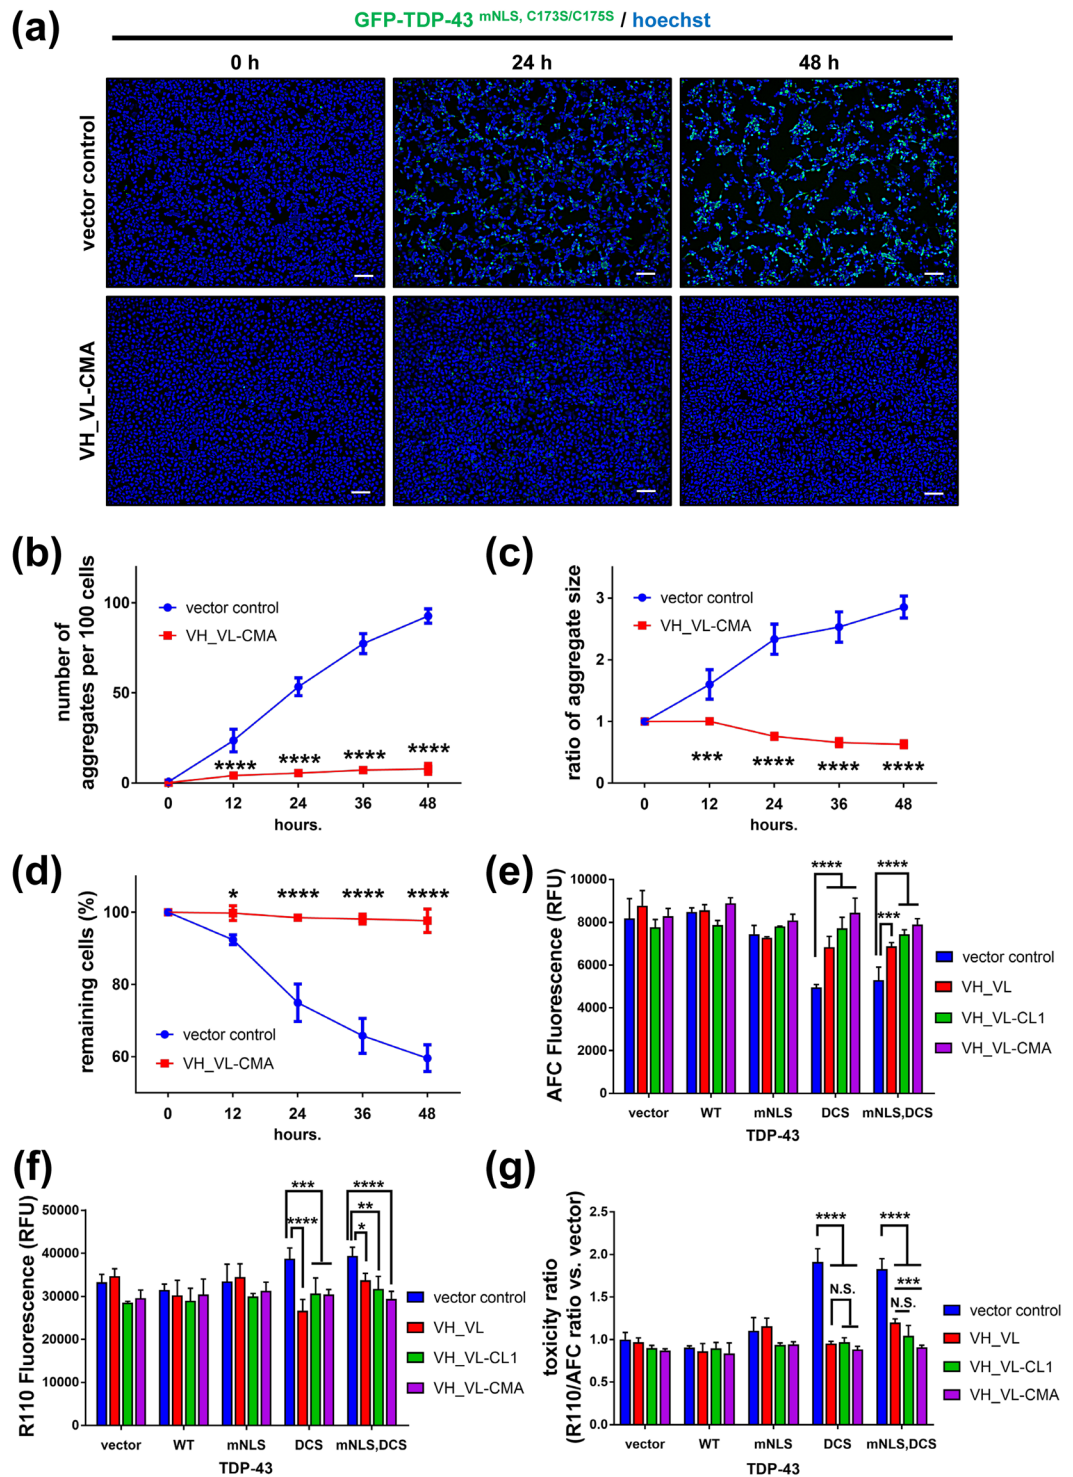 (a)
GFP-TDP-43 mNLS, C173S/C175S / hoechst
0 h
24 h
48 h
vector control
VH_VL-CMA
(b)
number of
aggregates per 100 cells
100
50
0
vector control
VH_VL-CMA
**** **** **** ****
0 12 24 36 48
hours.
(c)
ratio of aggregate size
3
2
1
0
vector control
VH_VL-CMA
*** **** **** ****
0 12 24 36 48
hours.
(d)
remaining cells (%)
100
80
60
* **** **** ****
vector control
VH_VL-CMA
0 12 24 36 48
hours.
(e)
AFC Fluorescence (RFU)
10000
8000
6000
4000
2000
0
**** ****
***
vector control
VH_VL
VH_VL-CL1
VH_VL-CMA
vector WT mNLS DCS mNLS,DCS
TDP-43
(f)
R110 Fluorescence (RFU)
50000
40000
30000
20000
10000
0
*** ****
**** **
*
vector control
VH_VL
VH_VL-CL1
VH_VL-CMA
vector WT mNLS DCS mNLS,DCS
TDP-43
(g)
toxicity ratio
(R110/AFC ratio vs. vector)
2.5
2.0
1.5
1.0
0.5
0.0
**** ****
***
N.S. N.S.
vector control
VH_VL
VH_VL-CL1
VH_VL-CMA
vector WT mNLS DCS mNLS,DCS
TDP-43